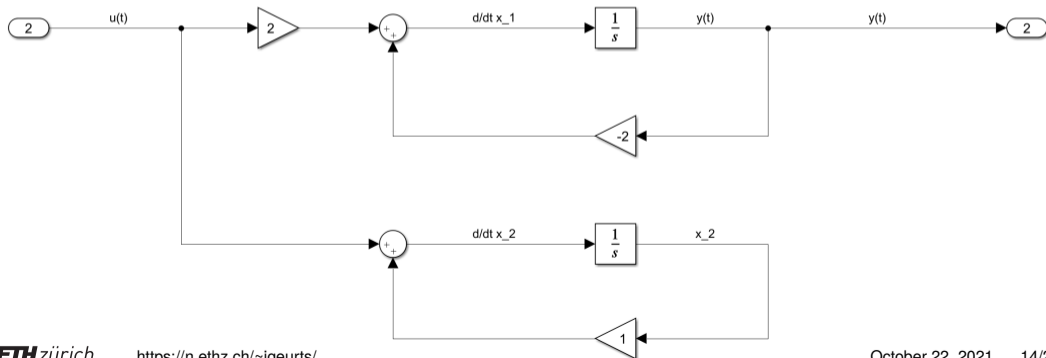 u(t) d/dt x_1 y(t) y(t)
2 2 + + 1/s 2
-2
d/dt x_2 x_2
+ + 1/s
1
ETH zürich https://n.ethz.ch/~jgeurts/ October 22, 2021